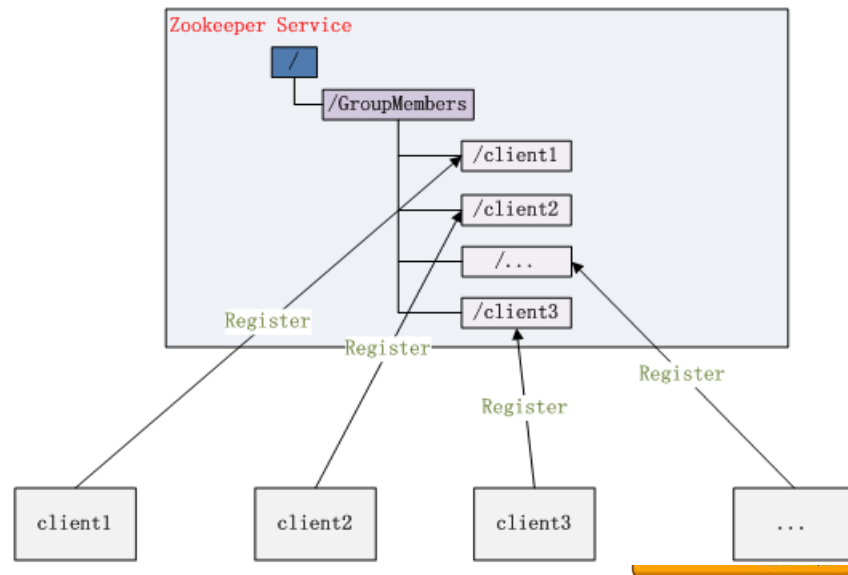 Zookeeper Service
/
/GroupMembers
/client1
/client2
/...
/client3
Register
Register
Register
Register
client1
client2
client3
...